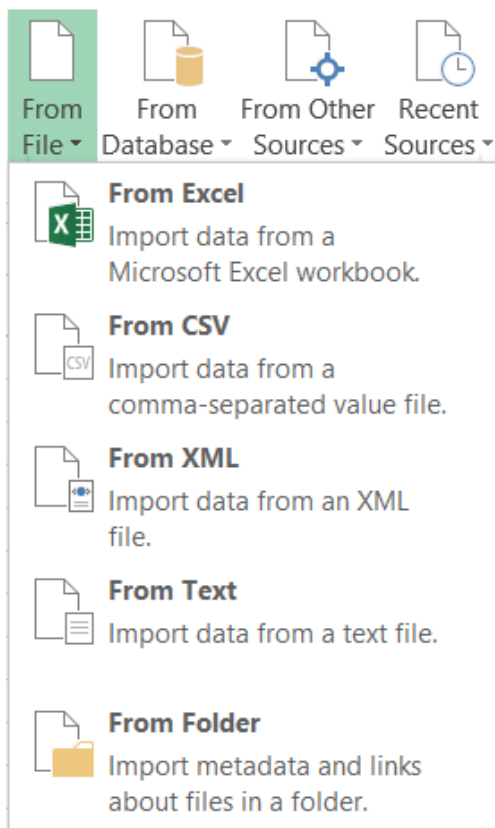 From From From Other Recent
File Database Sources Sources
From Excel
Import data from a
Microsoft Excel workbook.
From CSV
CSV
Import data from a
comma-separated value file.
From XML
Import data from an XML
file.
From Text
Import data from a text file.
From Folder
Import metadata and links
about files in a folder.